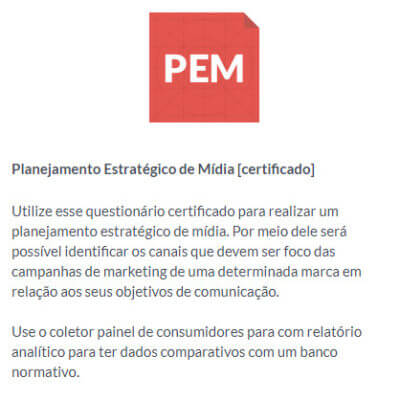 PEM
Planejamento Estratégico de Mídia [certificado]
Utilize esse questionário certificado para realizar um
planejamento estratégico de mídia. Por meio dele será
possível identificar os canais que devem ser foco das
campanhas de marketing de uma determinada marca em
relação aos seus objetivos de comunicação.
Use o coletor painel de consumidores para com relatório
analítico para ter dados comparativos com um banco
normativo.